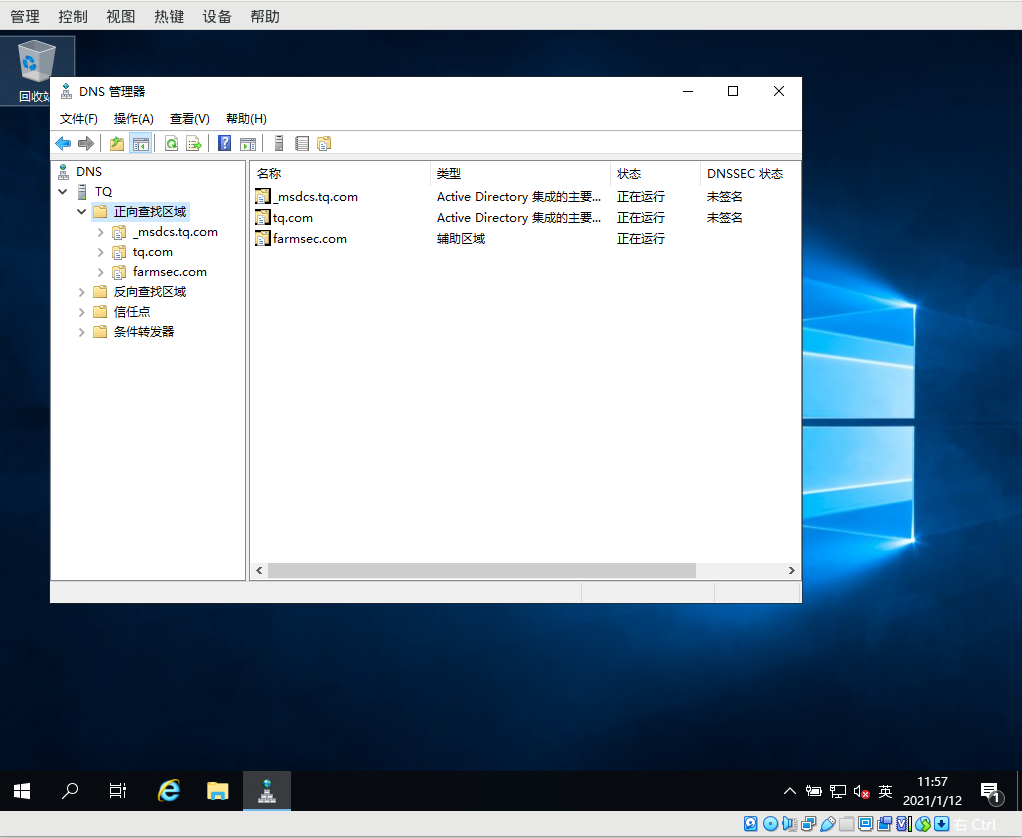 管理 控制 视图 热键 设备 帮助
回收站
DNS 管理器
文件(F) 操作(A) 查看(V) 帮助(H)
DNS
TQ
正向查找区域
_msdcs.tq.com
tq.com
farmsec.com
反向查找区域
信任点
条件转发器
名称 类型 状态 DNSSEC 状态
_msdcs.tq.com Active Directory 集成的主要... 正在运行 未签名
tq.com Active Directory 集成的主要... 正在运行 未签名
farmsec.com 辅助区域 正在运行
英
11:57
2021/1/12
1
右 Ctrl